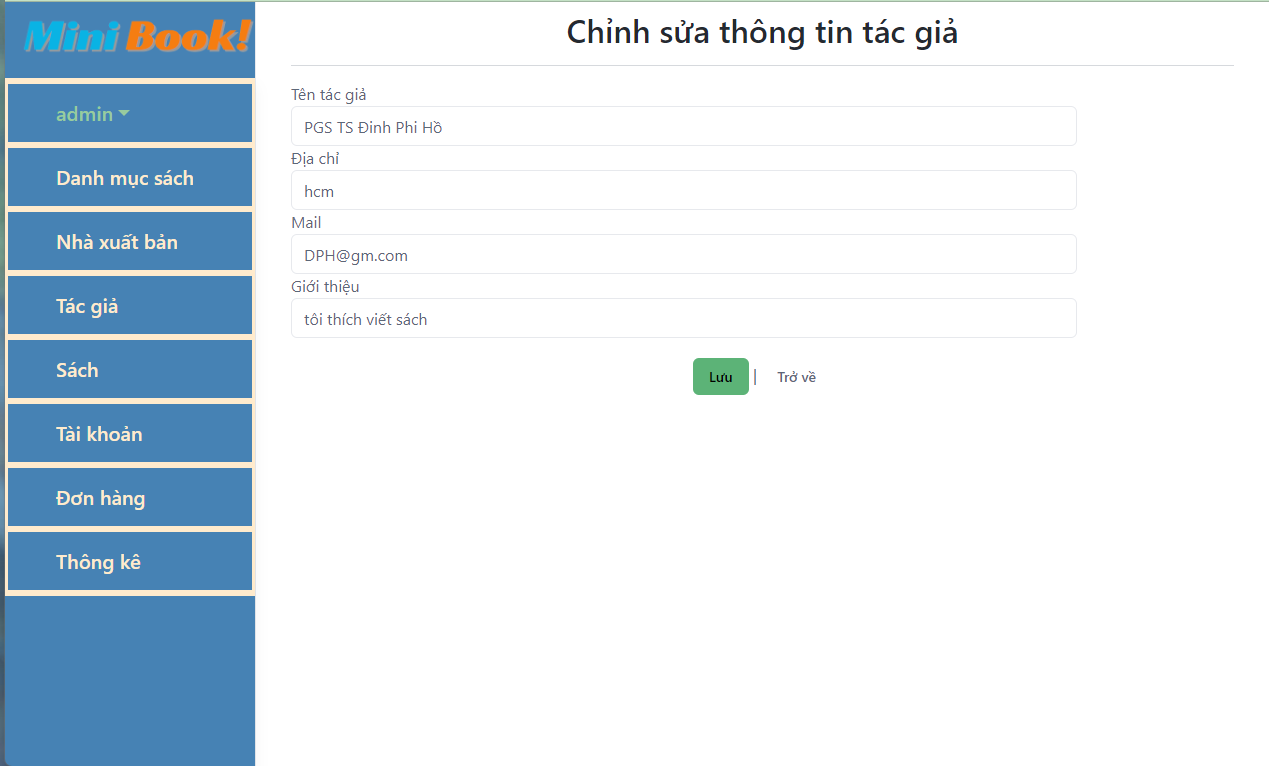 Mini Book!
admin
Danh mục sách
Nhà xuất bản
Tác giả
Sách
Tài khoản
Đơn hàng
Thông kê
Chỉnh sửa thông tin tác giả
Tên tác giả
PGS TS Đinh Phi Hồ
Địa chỉ
hcm
Mail
DPH@gm.com
Giới thiệu
tôi thích viết sách
Lưu | Trở về